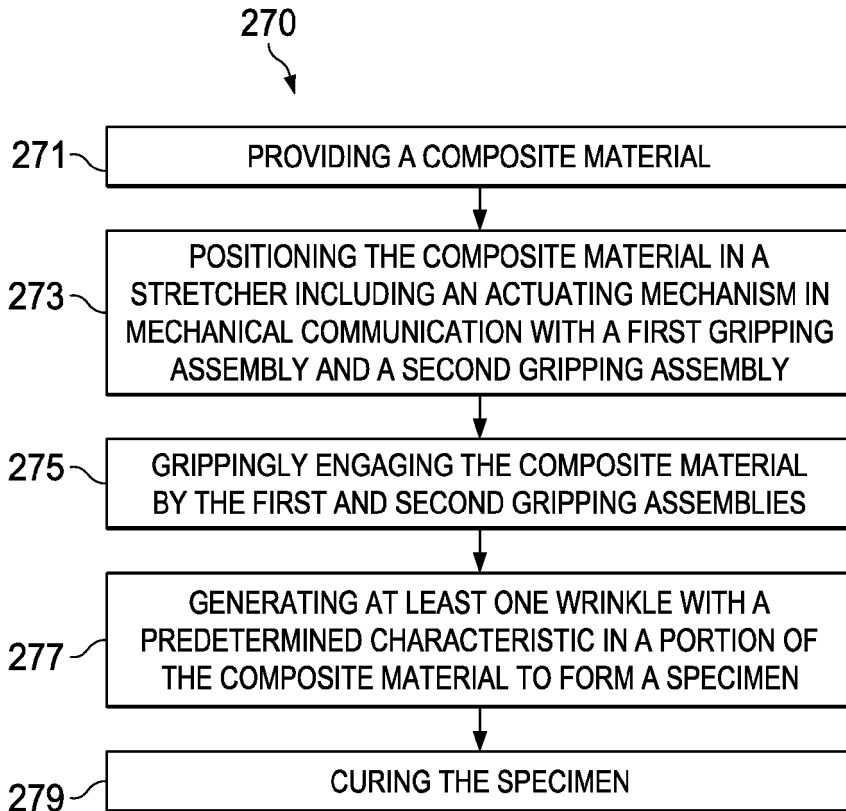 270
271
PROVIDING A COMPOSITE MATERIAL
273
POSITIONING THE COMPOSITE MATERIAL IN A
STRETCHER INCLUDING AN ACTUATING MECHANISM IN
MECHANICAL COMMUNICATION WITH A FIRST GRIPPING
ASSEMBLY AND A SECOND GRIPPING ASSEMBLY
275
GRIPPINGLY ENGAGING THE COMPOSITE MATERIAL
BY THE FIRST AND SECOND GRIPPING ASSEMBLIES
277
GENERATING AT LEAST ONE WRINKLE WITH A
PREDETERMINED CHARACTERISTIC IN A PORTION OF
THE COMPOSITE MATERIAL TO FORM A SPECIMEN
279
CURING THE SPECIMEN